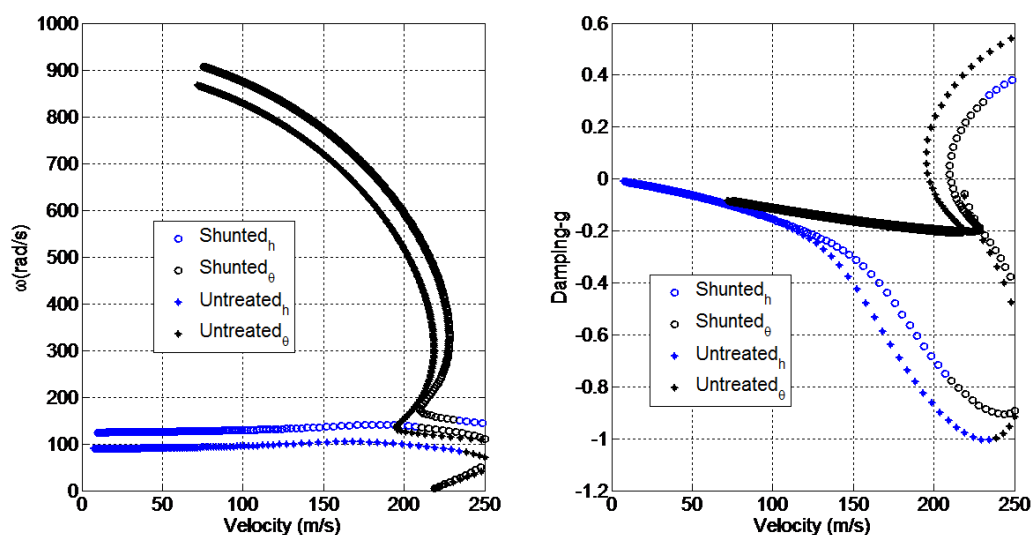 1000
900
800
700
600
500
400
300
200
100
0
ω(rad/s)
Shunted_h
Shunted_θ
Untreated_h
Untreated_θ
0 50 100 150 200 250
Velocity (m/s)
0.6
0.4
0.2
0
-0.2
-0.4
-0.6
-0.8
-1
-1.2
Damping-g
Shunted_h
Shunted_θ
Untreated_h
Untreated_θ
0 50 100 150 200 250
Velocity (m/s)